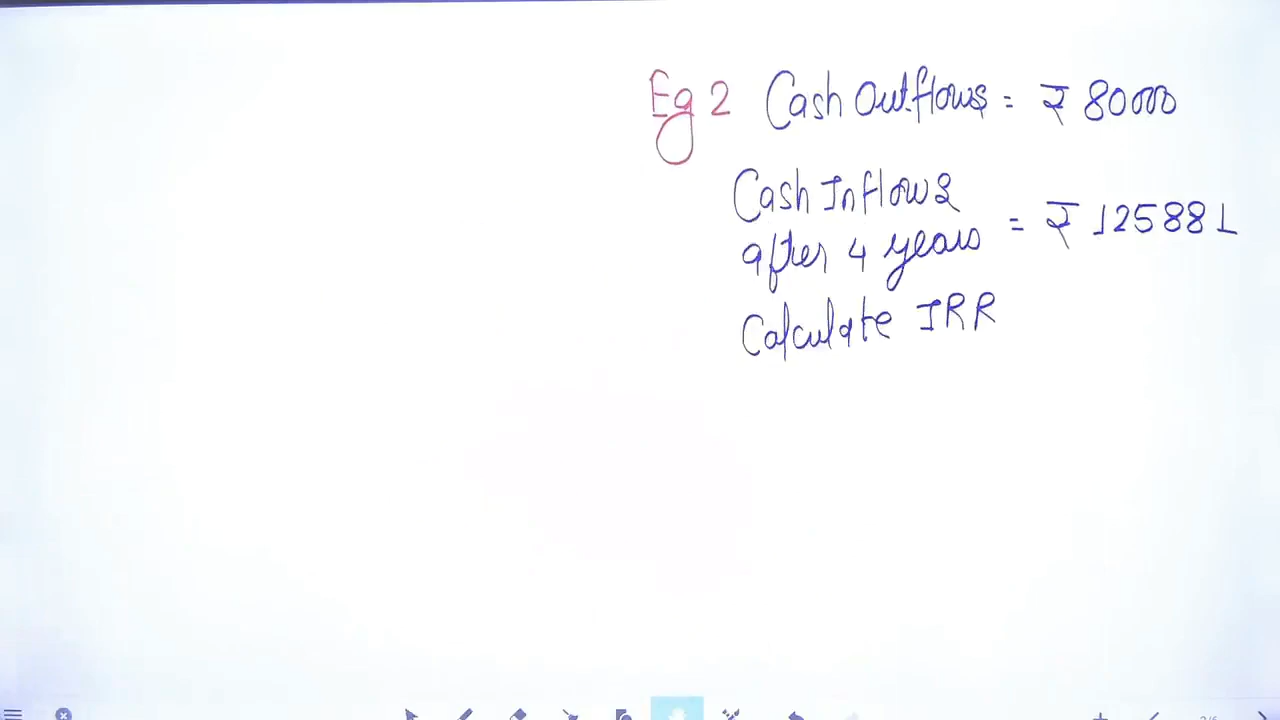 Eg 2 Cash Outflows = ₹ 80000
Cash Inflows
after 4 years = ₹ 125881
Calculate IRR